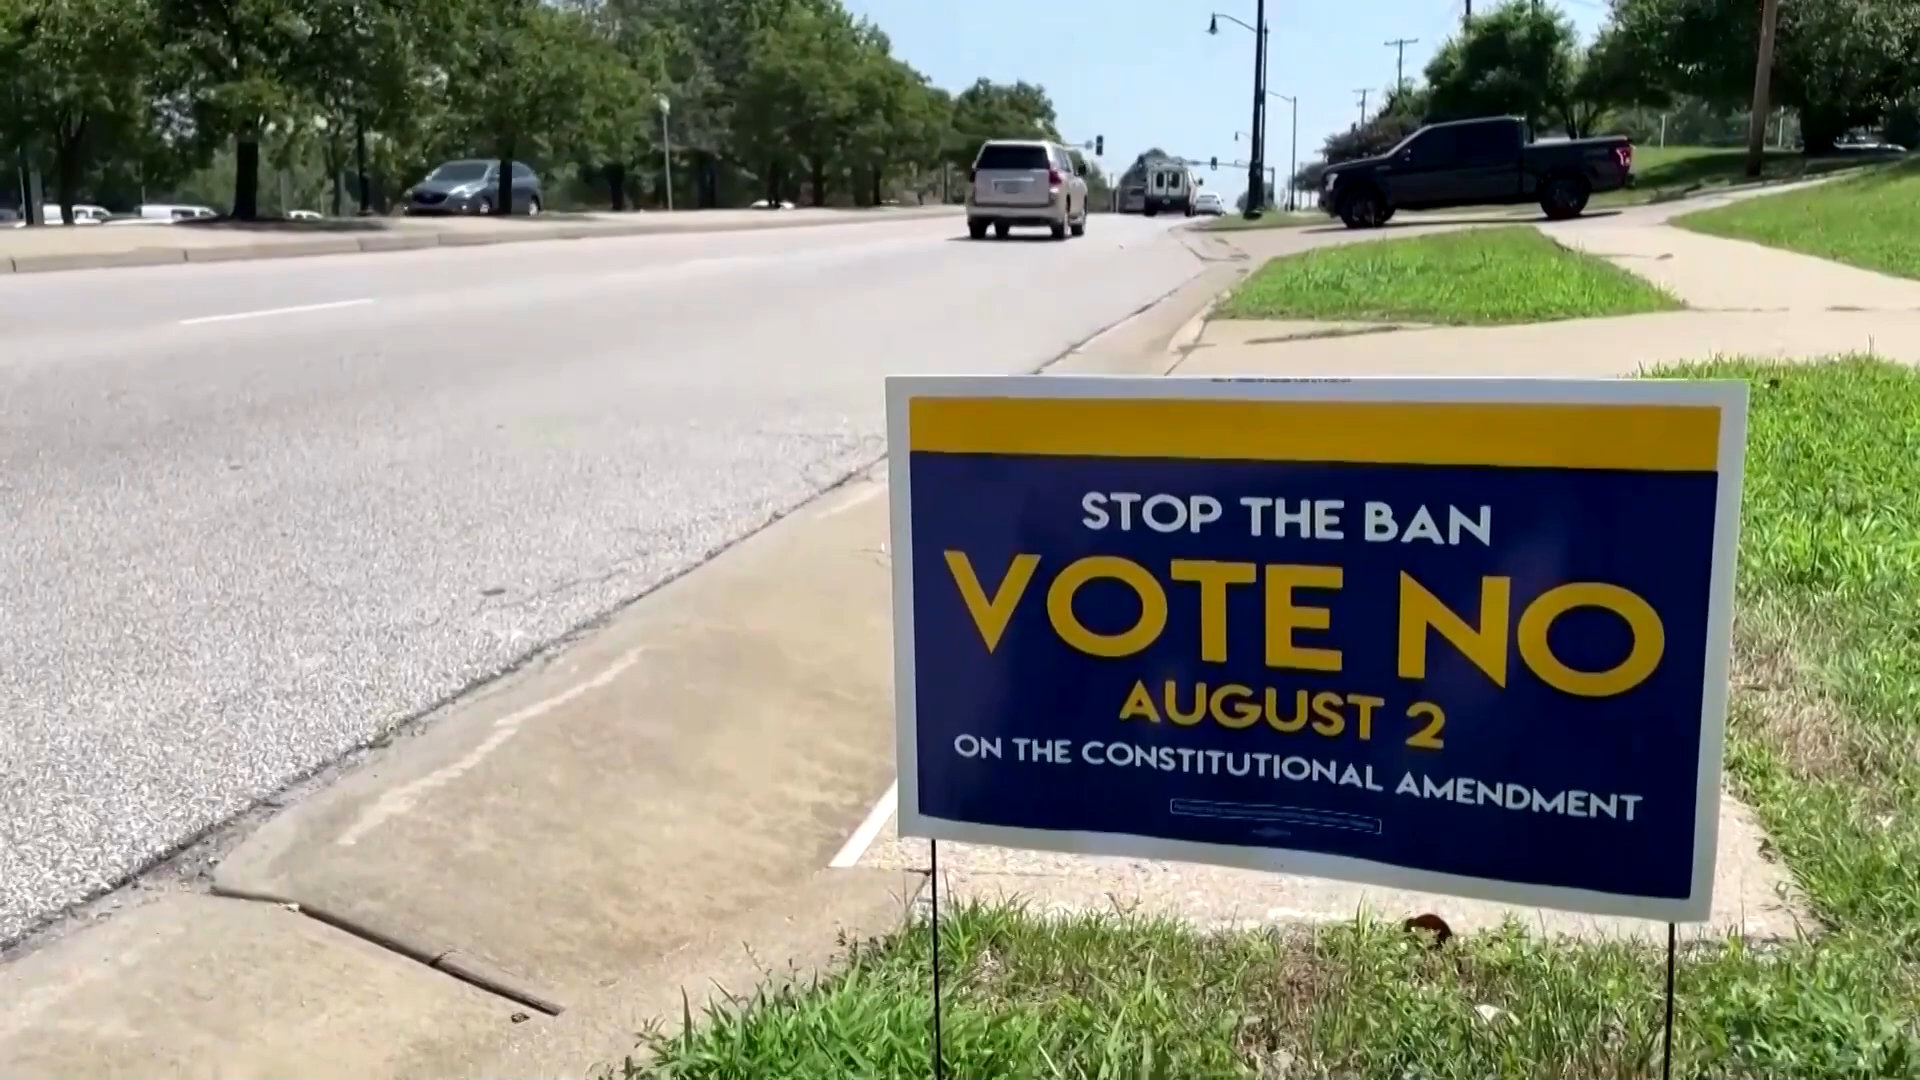 STOP THE BAN
VOTE NO
AUGUST 2
ON THE CONSTITUTIONAL AMENDMENT